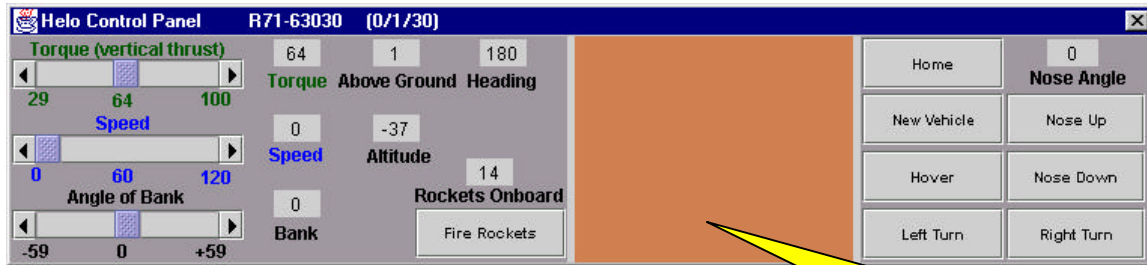 Helo Control Panel R71-63030 (0/1/30)
Torque (vertical thrust)
29 64 100
Speed
0 60 120
Angle of Bank
-59 0 +59
64
Torque
1
Above Ground
180
Heading
0
Speed
-37
Altitude
0
Bank
14
Rockets Onboard
Fire Rockets
Home
0
Nose Angle
New Vehicle
Nose Up
Hover
Nose Down
Left Turn
Right Turn